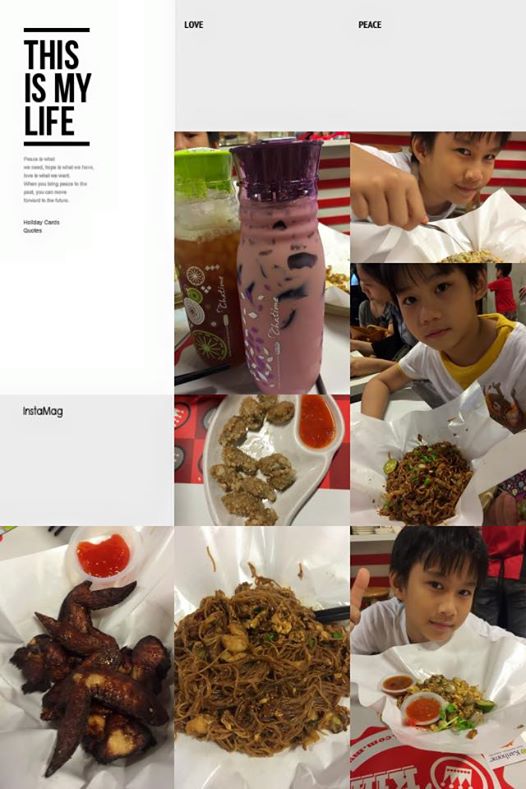 THIS
IS MY
LIFE
Peace is what
we need, hope is what we have,
love is what we want.
When you bring peace to the
past, you can move
forward to the future.
Holiday Cards
Quotes
LOVE
PEACE
InstaMag
Chatime
Chatime